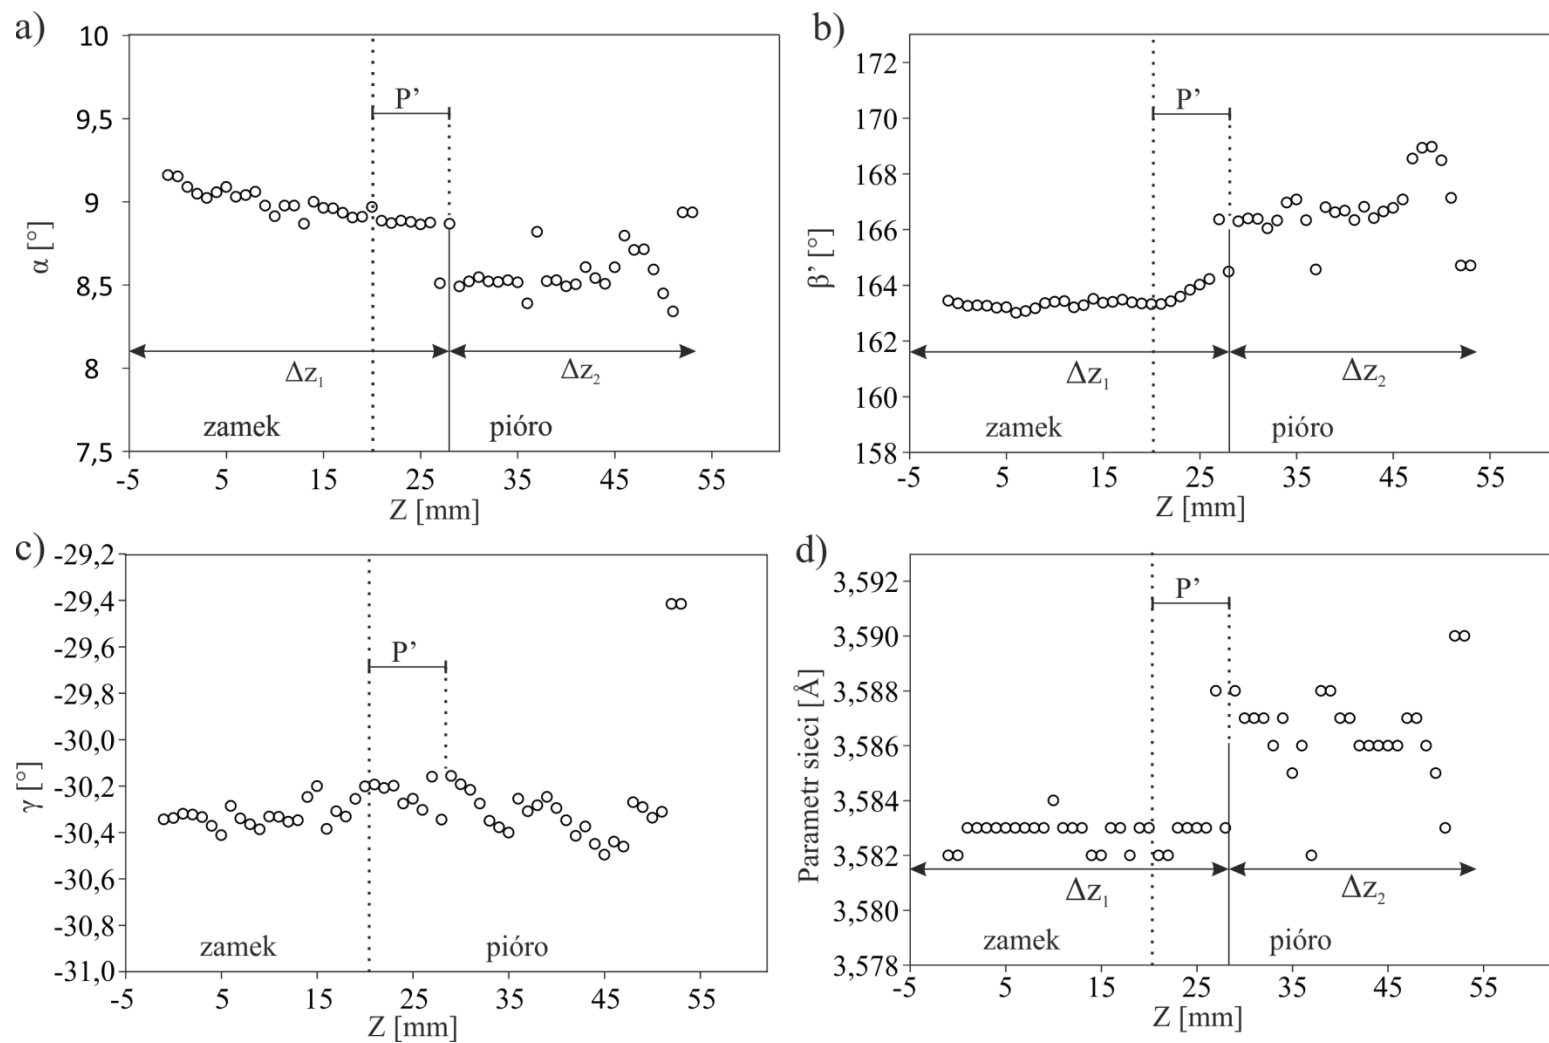 a)
10
9,5
9
8,5
8
7,5
α [°]
P’
Δz₁
Δz₂
zamek
pióro
-5
5
15
25
35
45
55
Z [mm]
b)
172
170
168
166
164
162
160
158
β’ [°]
P’
Δz₁
Δz₂
zamek
pióro
-5
5
15
25
35
45
55
Z [mm]
c)
-29,2
-29,4
-29,6
-29,8
-30,0
-30,2
-30,4
-30,6
-30,8
-31,0
γ [°]
P’
zamek
pióro
-5
5
15
25
35
45
55
Z [mm]
d)
3,592
3,590
3,588
3,586
3,584
3,582
3,580
3,578
Parametr sieci [Å]
P’
Δz₁
Δz₂
zamek
pióro
-5
5
15
25
35
45
55
Z [mm]